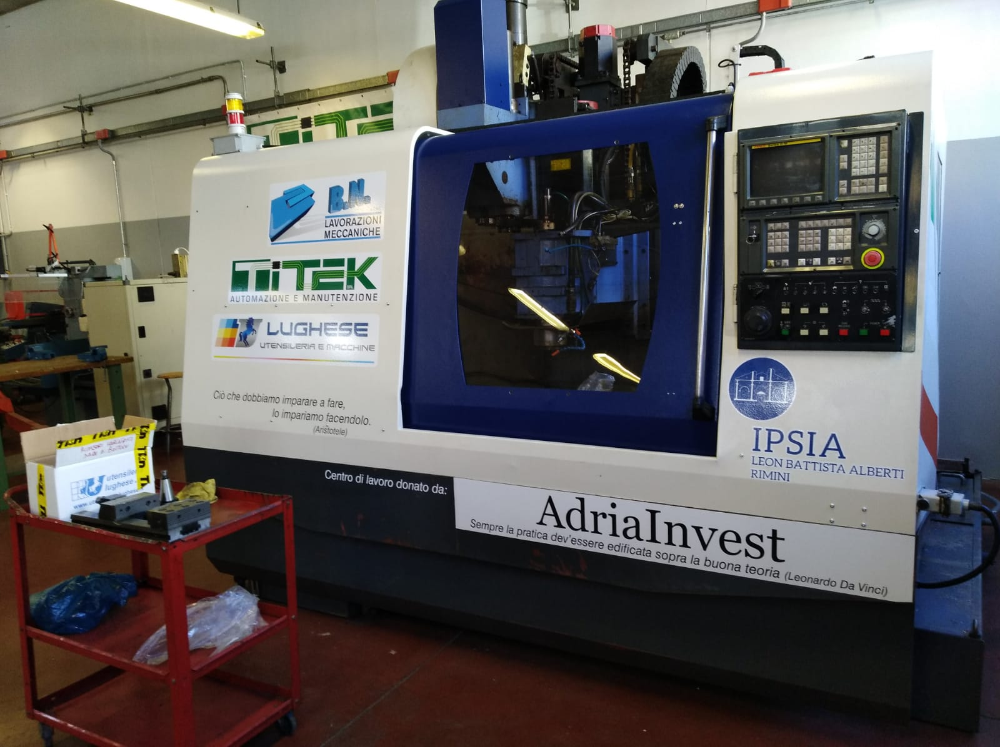 B.N.
LAVORAZIONI
MECCANICHE
TiTEK
SRL
AUTOMAZIONE E MANUTENZIONE
LUGHESE
UTENSILERIA E MACCHINE
Ciò che dobbiamo imparare a fare,
lo impariamo facendolo.
(Aristotele)
IPSIA
LEON BATTISTA ALBERTI
RIMINI
Centro di lavoro donato da:
AdriaInvest
Sempre la pratica dev'essere edificata sopra la buona teoria (Leonardo Da Vinci)
utensiler
lughese